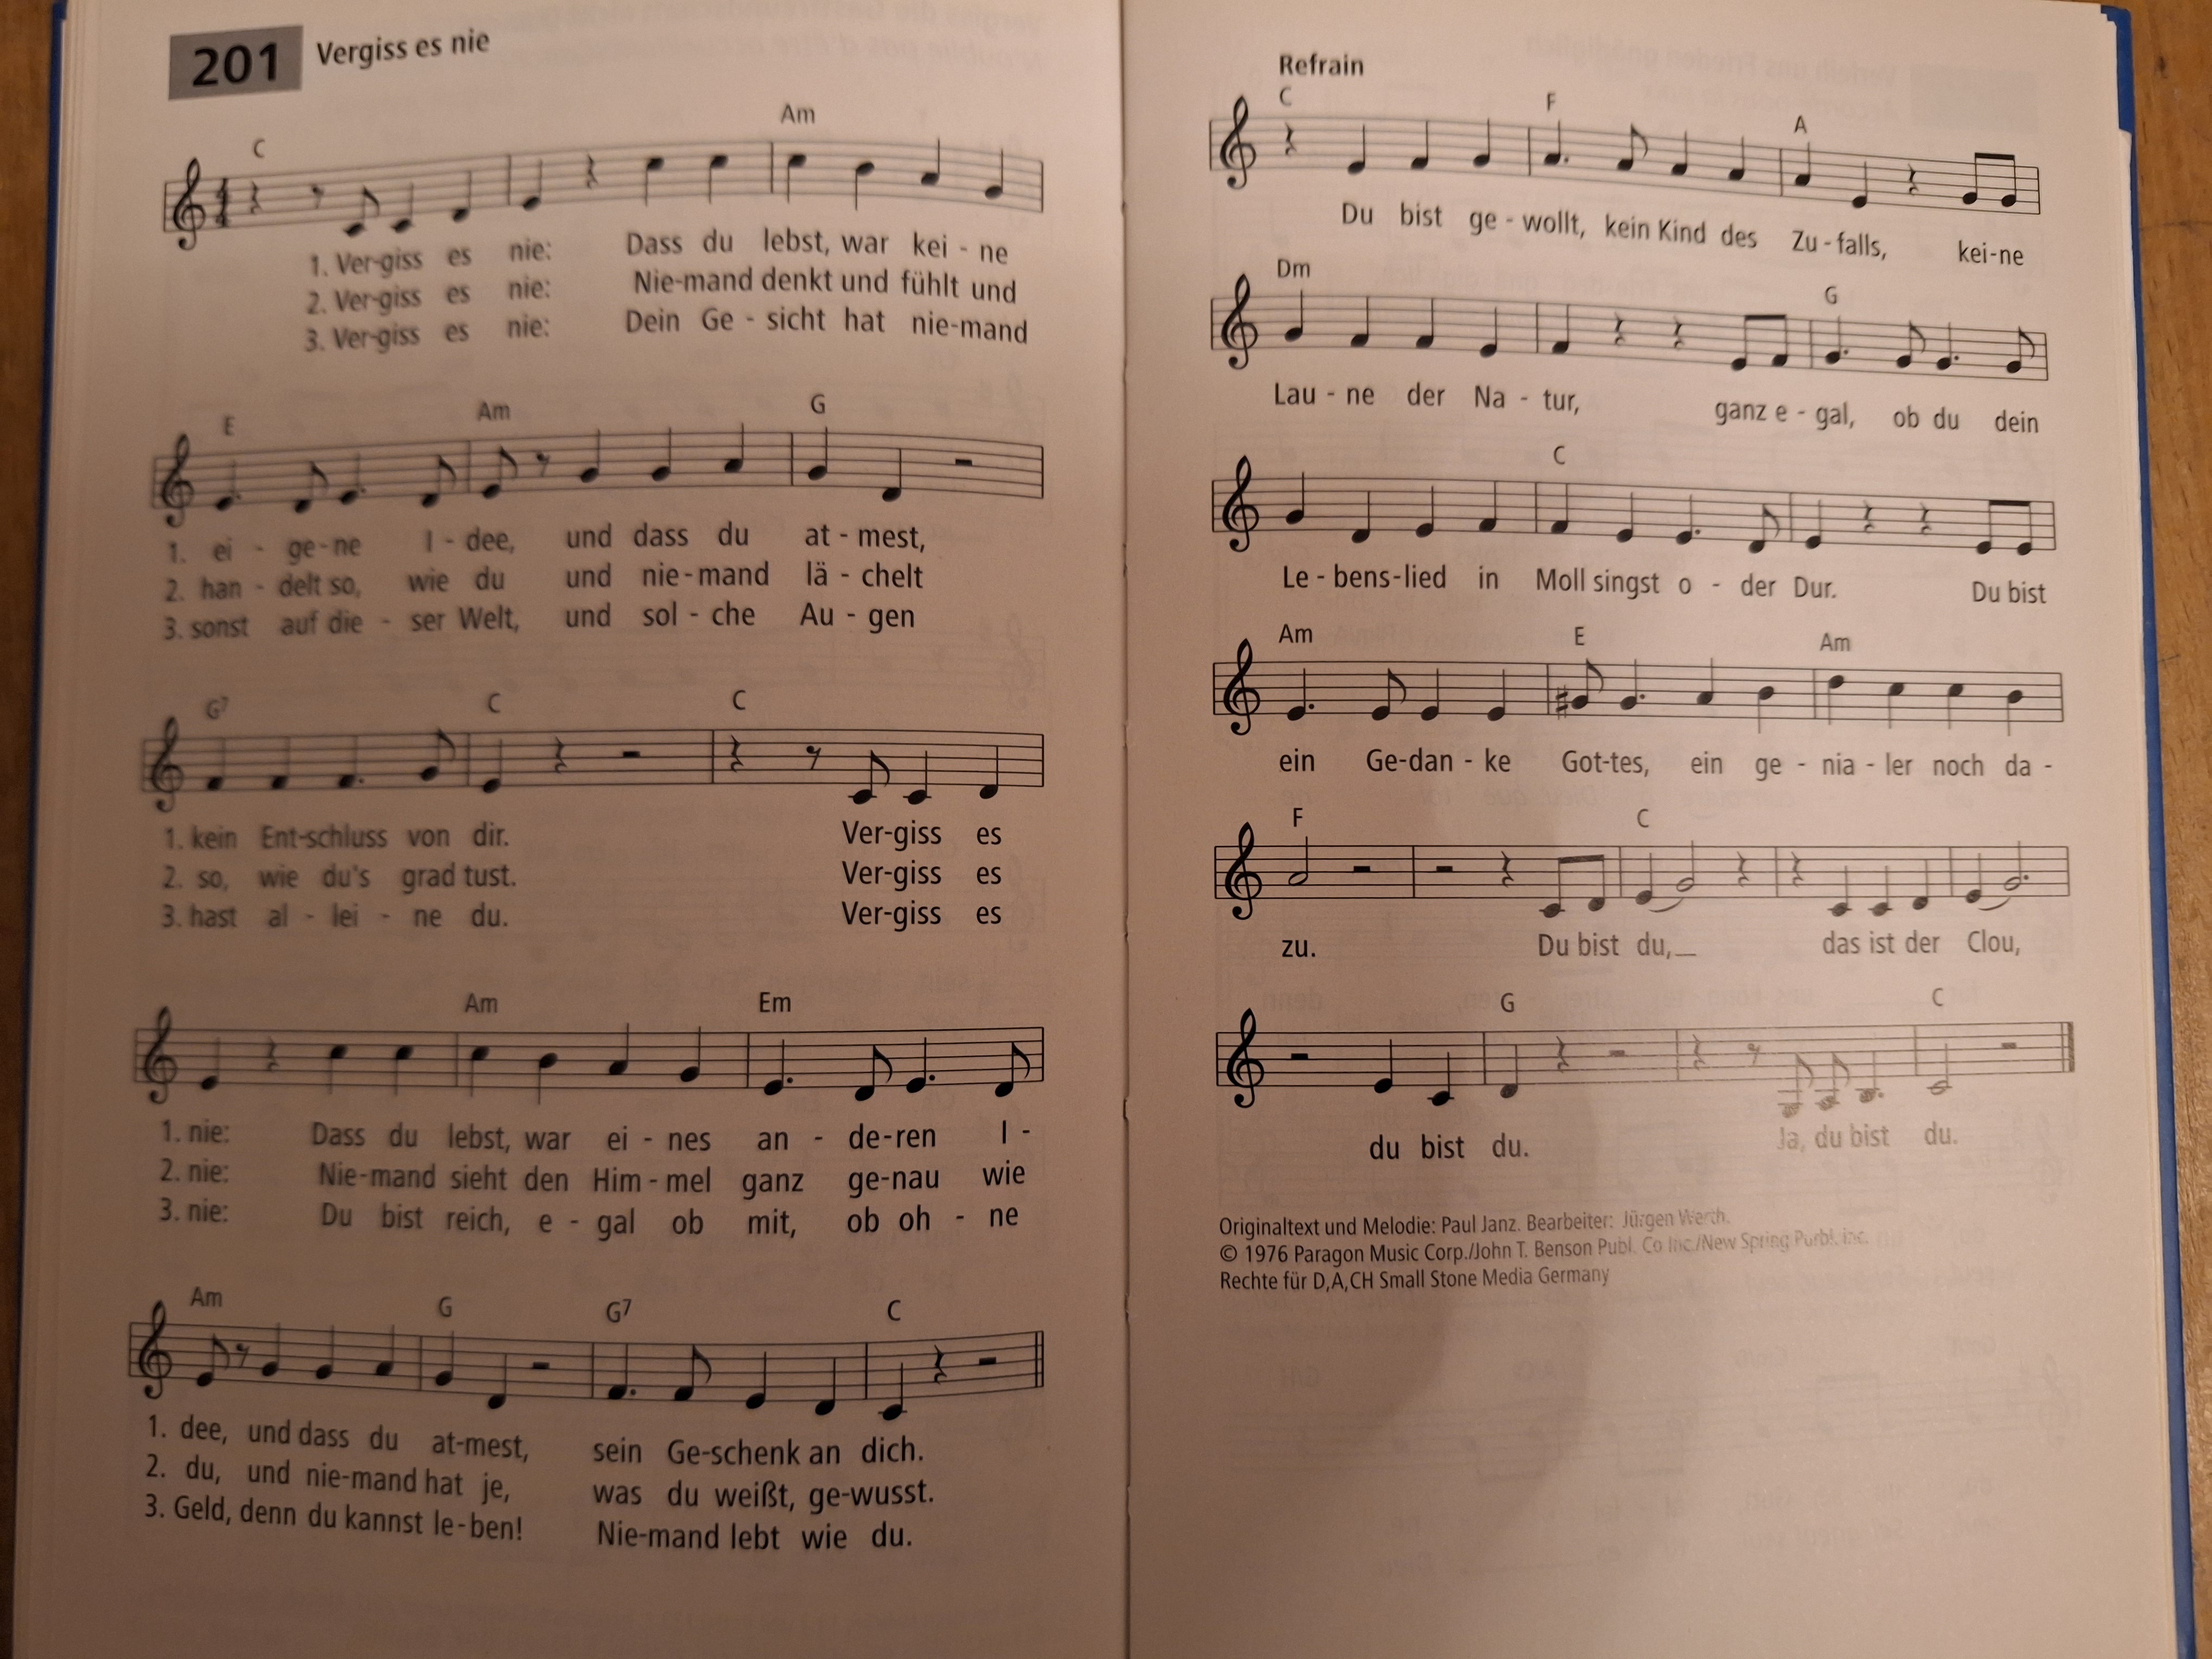 201 Vergiss es nie
C Am
1. Ver-giss es nie: Dass du lebst, war kei - ne
2. Ver-giss es nie: Nie-mand denkt und fühlt und
3. Ver-giss es nie: Dein Ge - sicht hat nie-mand
E Am G
1. ei - ge-ne I - dee, und dass du at - mest,
2. han - delt so, wie du und nie-mand lä - chelt
3. sonst auf die - ser Welt, und sol - che Au - gen
G7 C C
1. kein Ent-schluss von dir. Ver-giss es
2. so, wie du's grad tust. Ver-giss es
3. hast al - lei - ne du. Ver-giss es
Am Em
1. nie: Dass du lebst, war ei - nes an - de-ren I -
2. nie: Nie-mand sieht den Him - mel ganz ge-nau wie
3. nie: Du bist reich, e - gal ob mit, ob oh - ne
Am G G7 C
1. dee, und dass du at-mest, sein Ge-schenk an dich.
2. du, und nie-mand hat je, was du weißt, ge-wusst.
3. Geld, denn du kannst le-ben! Nie-mand lebt wie du.
Refrain
C F A
Du bist ge - wollt, kein Kind des Zu - falls, kei-ne
Dm G
Lau - ne der Na - tur, ganz e - gal, ob du dein
C
Le - bens-lied in Moll singst o - der Dur. Du bist
Am E Am
ein Ge-dan - ke Got-tes, ein ge - nia - ler noch da -
F C
zu. Du bist du,_ das ist der Clou,
G C
du bist du. Ja, du bist du.
Originaltext und Melodie: Paul Janz. Bearbeiter: Jürgen Werth.
© 1976 Paragon Music Corp./John T. Benson Publ. Co Inc./New Spring Purbl. inc.
Rechte für D,A,CH Small Stone Media Germany